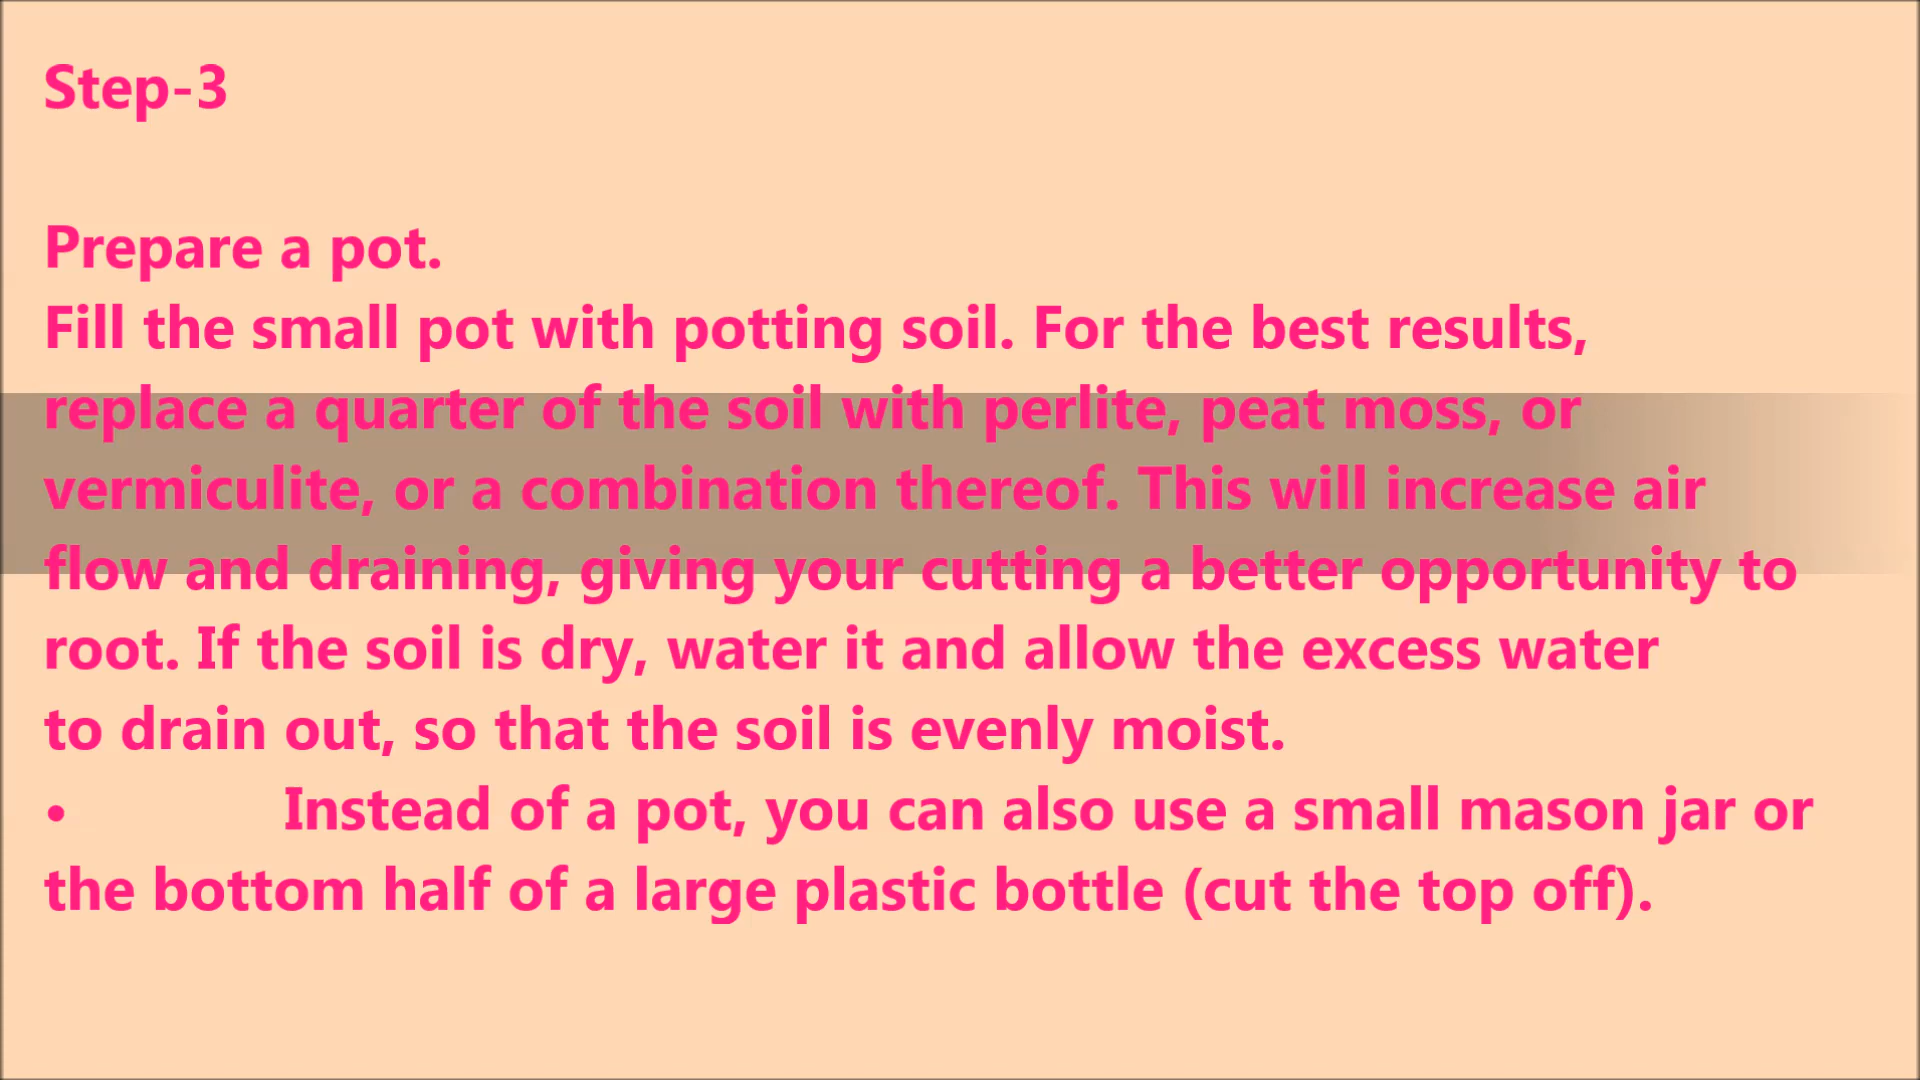 Step-3
Prepare a pot.
Fill the small pot with potting soil. For the best results,
replace a quarter of the soil with perlite, peat moss, or
vermiculite, or a combination thereof. This will increase air
flow and draining, giving your cutting a better opportunity to
root. If the soil is dry, water it and allow the excess water
to drain out, so that the soil is evenly moist.
• Instead of a pot, you can also use a small mason jar or
the bottom half of a large plastic bottle (cut the top off).